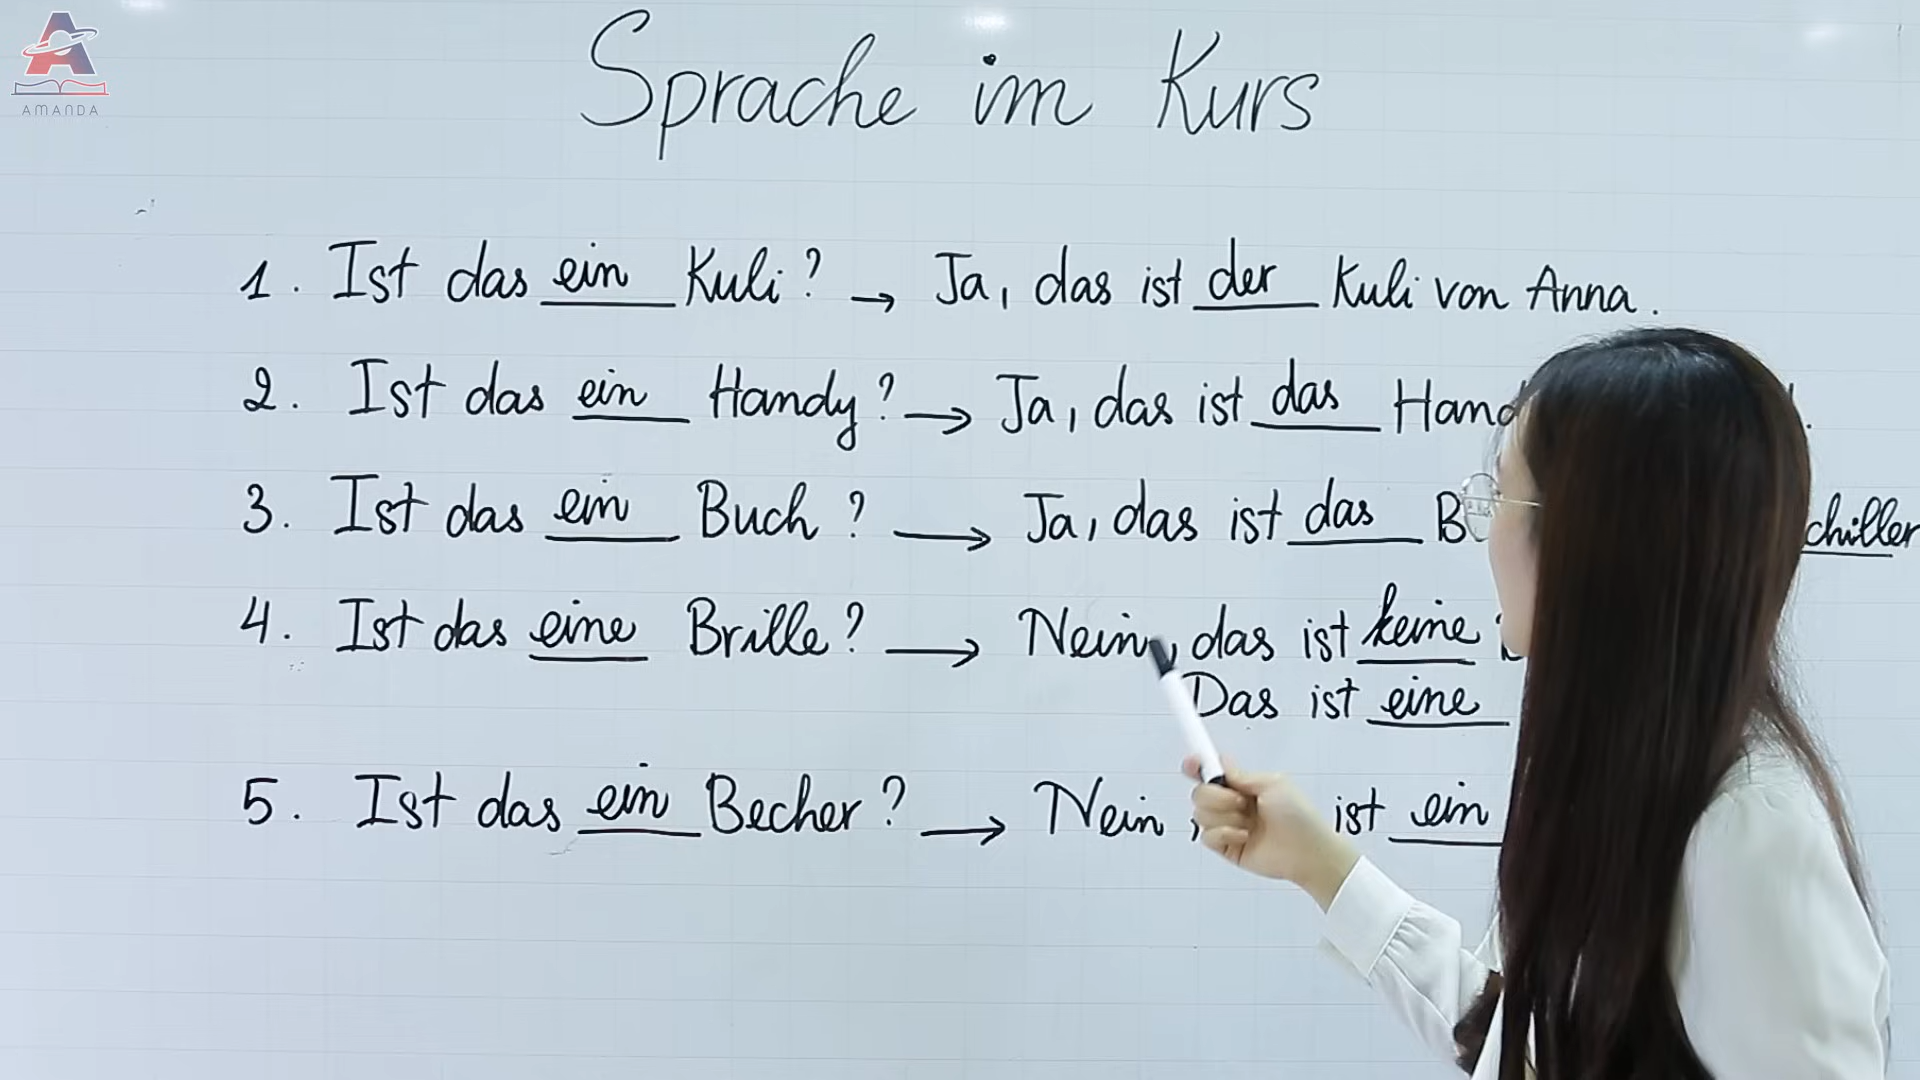 AMANDA
Sprache im Kurs
1. Ist das ein Kuli? → Ja, das ist der Kuli von Anna.
2. Ist das ein Handy? → Ja, das ist das
3. Ist das ein Buch? → Ja, das ist das chiller
4. Ist das eine Brille? → Nein, das ist keine
Das ist eine
5. Ist das ein Becher? → Nein, ist ein